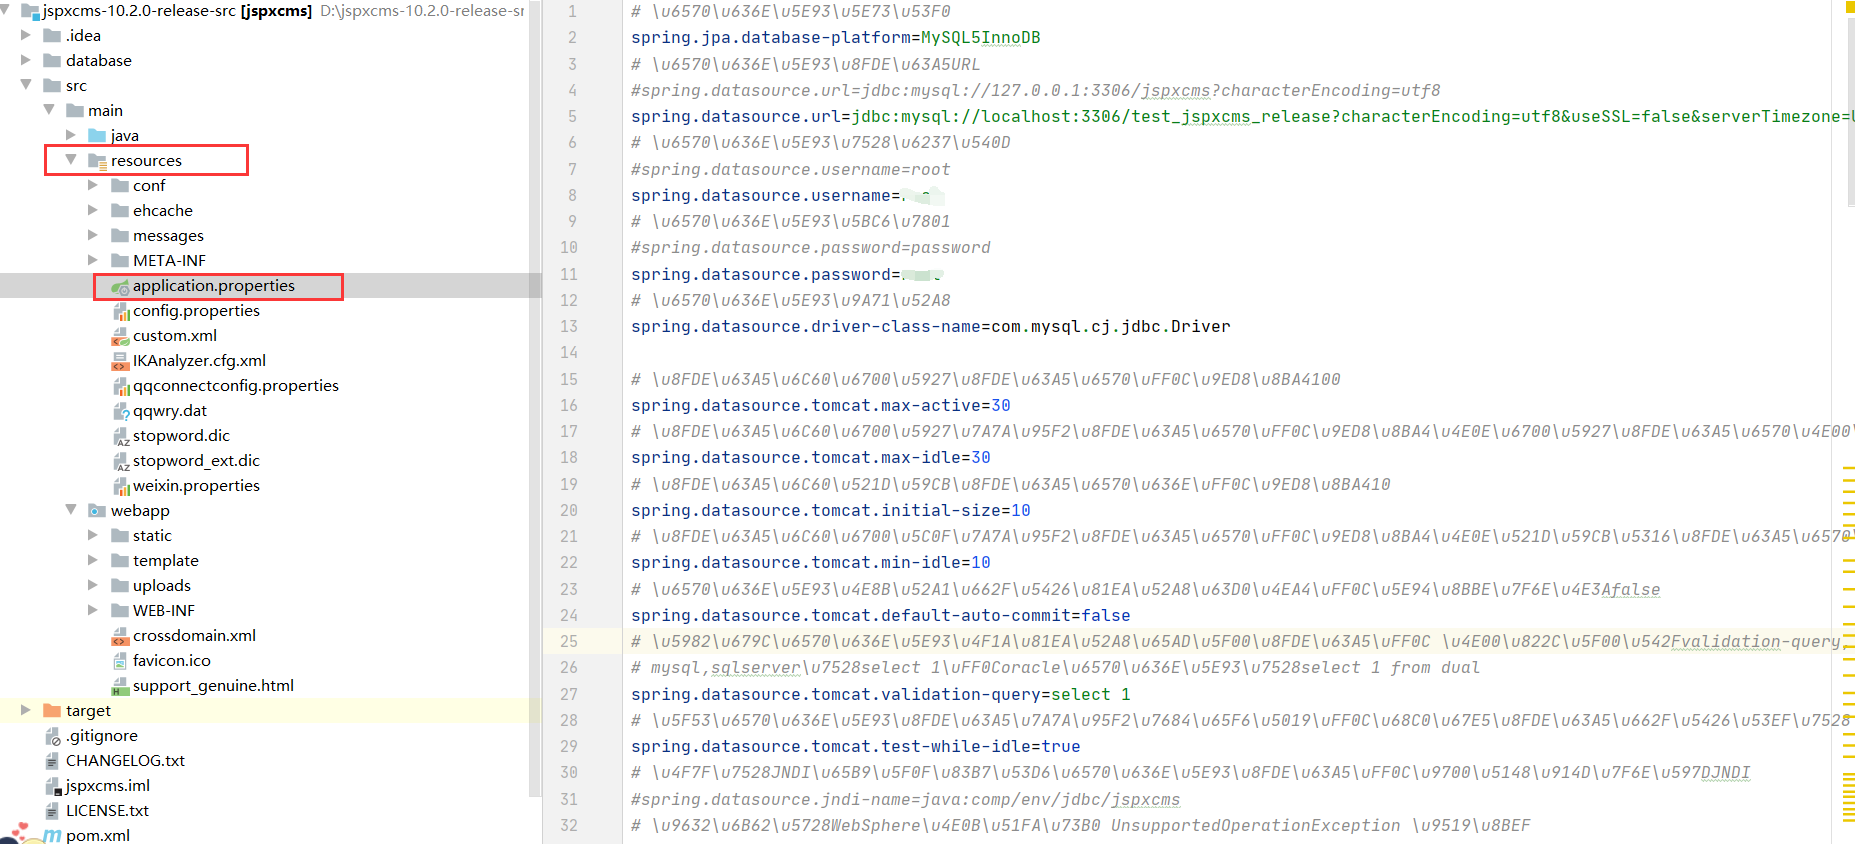 jspxcms-10.2.0-release-src [jspxcms] D:\jspxcms-10.2.0-release-sr
.idea
database
src
main
java
resources
conf
ehcache
messages
META-INF
application.properties
config.properties
custom.xml
IKAnalyzer.cfg.xml
qqconnectconfig.properties
qqwry.dat
stopword.dic
stopword_ext.dic
weixin.properties
webapp
static
template
uploads
WEB-INF
crossdomain.xml
favicon.ico
support_genuine.html
target
.gitignore
CHANGELOG.txt
jspxcms.iml
LICENSE.txt
pom.xml
1 # \u6570\u636E\u5E93\u5E73\u53F0
2 spring.jpa.database-platform=MySQL5InnoDB
3 # \u6570\u636E\u5E93\u8FDE\u63A5URL
4 #spring.datasource.url=jdbc:mysql://127.0.0.1:3306/jspxcms?characterEncoding=utf8
5 spring.datasource.url=jdbc:mysql://localhost:3306/test_jspxcms_release?characterEncoding=utf8&useSSL=false&serverTimezone=U
6 # \u6570\u636E\u5E93\u7528\u6237\u540D
7 #spring.datasource.username=root
8 spring.datasource.username=
9 # \u6570\u636E\u5E93\u5BC6\u7801
10 #spring.datasource.password=password
11 spring.datasource.password=
12 # \u6570\u636E\u5E93\u9A71\u52A8
13 spring.datasource.driver-class-name=com.mysql.cj.jdbc.Driver
14
15 # \u8FDE\u63A5\u6C60\u6700\u5927\u8FDE\u63A5\u6570\uFF0C\u9ED8\u8BA4100
16 spring.datasource.tomcat.max-active=30
17 # \u8FDE\u63A5\u6C60\u6700\u5927\u7A7A\u95F2\u8FDE\u63A5\u6570\uFF0C\u9ED8\u8BA4\u4E0E\u6700\u5927\u8FDE\u63A5\u6570\u4E00\
18 spring.datasource.tomcat.max-idle=30
19 # \u8FDE\u63A5\u6C60\u521D\u59CB\u8FDE\u63A5\u6570\u636E\uFF0C\u9ED8\u8BA410
20 spring.datasource.tomcat.initial-size=10
21 # \u8FDE\u63A5\u6C60\u6700\u5C0F\u7A7A\u95F2\u8FDE\u63A5\u6570\uFF0C\u9ED8\u8BA4\u4E0E\u521D\u59CB\u5316\u8FDE\u63A5\u6570\
22 spring.datasource.tomcat.min-idle=10
23 # \u6570\u636E\u5E93\u4E8B\u52A1\u662F\u5426\u81EA\u52A8\u63D0\u4EA4\uFF0C\u5E94\u8BBE\u7F6E\u4E3Afalse
24 spring.datasource.tomcat.default-auto-commit=false
25 # \u5982\u679C\u6570\u636E\u5E93\u4F1A\u81EA\u52A8\u65AD\u5F00\u8FDE\u63A5\uFF0C \u4E00\u822C\u5F00\u542Fvalidation-query,
26 # mysql,sqlserver\u7528select 1\uFF0Coracle\u6570\u636E\u5E93\u7528select 1 from dual
27 spring.datasource.tomcat.validation-query=select 1
28 # \u5F53\u6570\u636E\u5E93\u8FDE\u63A5\u7A7A\u95F2\u7684\u65F6\u5019\uFF0C\u68C0\u67E5\u8FDE\u63A5\u662F\u5426\u53EF\u7528
29 spring.datasource.tomcat.test-while-idle=true
30 # \u4F7F\u7528JNDI\u65B9\u5F0F\u83B7\u53D6\u6570\u636E\u5E93\u8FDE\u63A5\uFF0C\u9700\u5148\u914D\u7F6E\u597DJNDI
31 #spring.datasource.jndi-name=java:comp/env/jdbc/jspxcms
32 # \u9632\u6B62\u5728WebSphere\u4E0B\u51FA\u73B0 UnsupportedOperationException \u9519\u8BEF